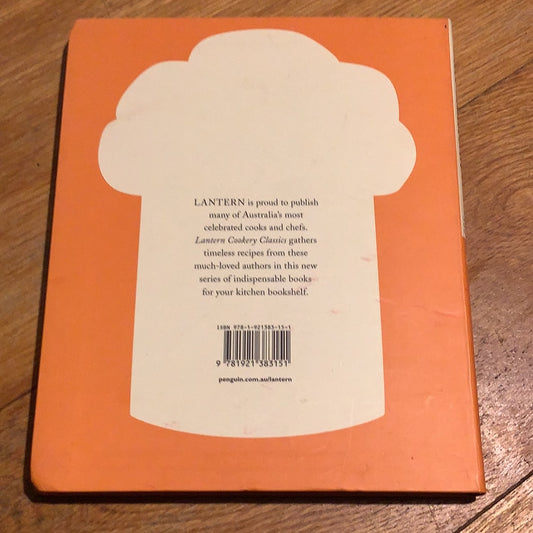 LANTERN is proud to publish
many of Australia's most
celebrated cooks and chefs.
Lantern Cookery Classics gathers
timeless recipes from these
much-loved authors in this new
series of indispensable books
for your kitchen bookshelf.
ISBN 978-1-921383-15-1
9 781921 383151
penguin.com.au/lantern